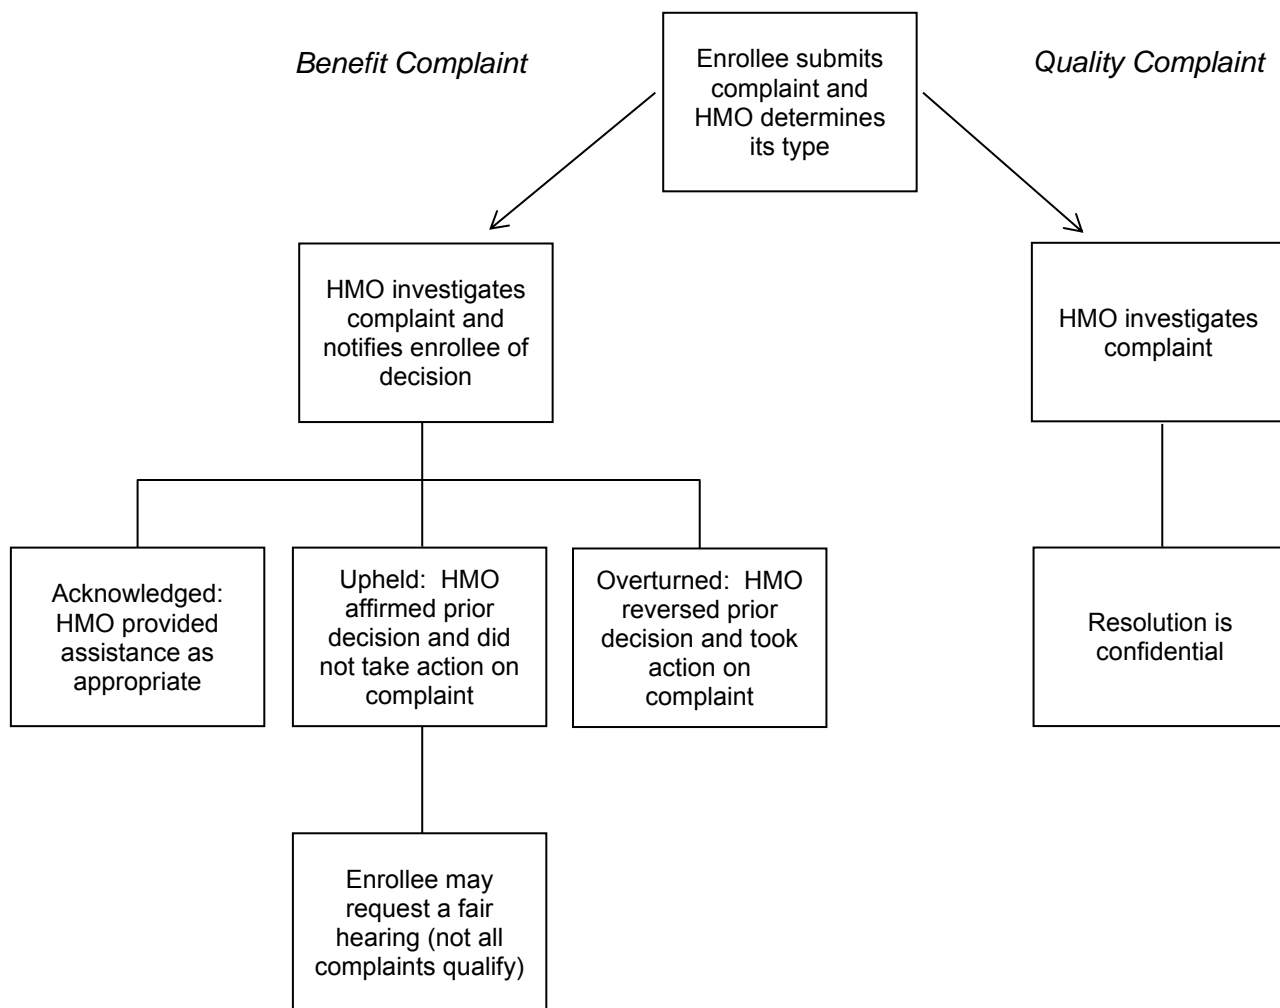 Benefit Complaint
Enrollee submits
complaint and
HMO determines
its type
Quality Complaint
HMO investigates
complaint and
notifies enrollee of
decision
HMO investigates
complaint
Acknowledged:
HMO provided
assistance as
appropriate
Upheld:  HMO
affirmed prior
decision and did
not take action on
complaint
Overturned:  HMO
reversed prior
decision and took
action on
complaint
Resolution is
confidential
Enrollee may
request a fair
hearing (not all
complaints qualify)